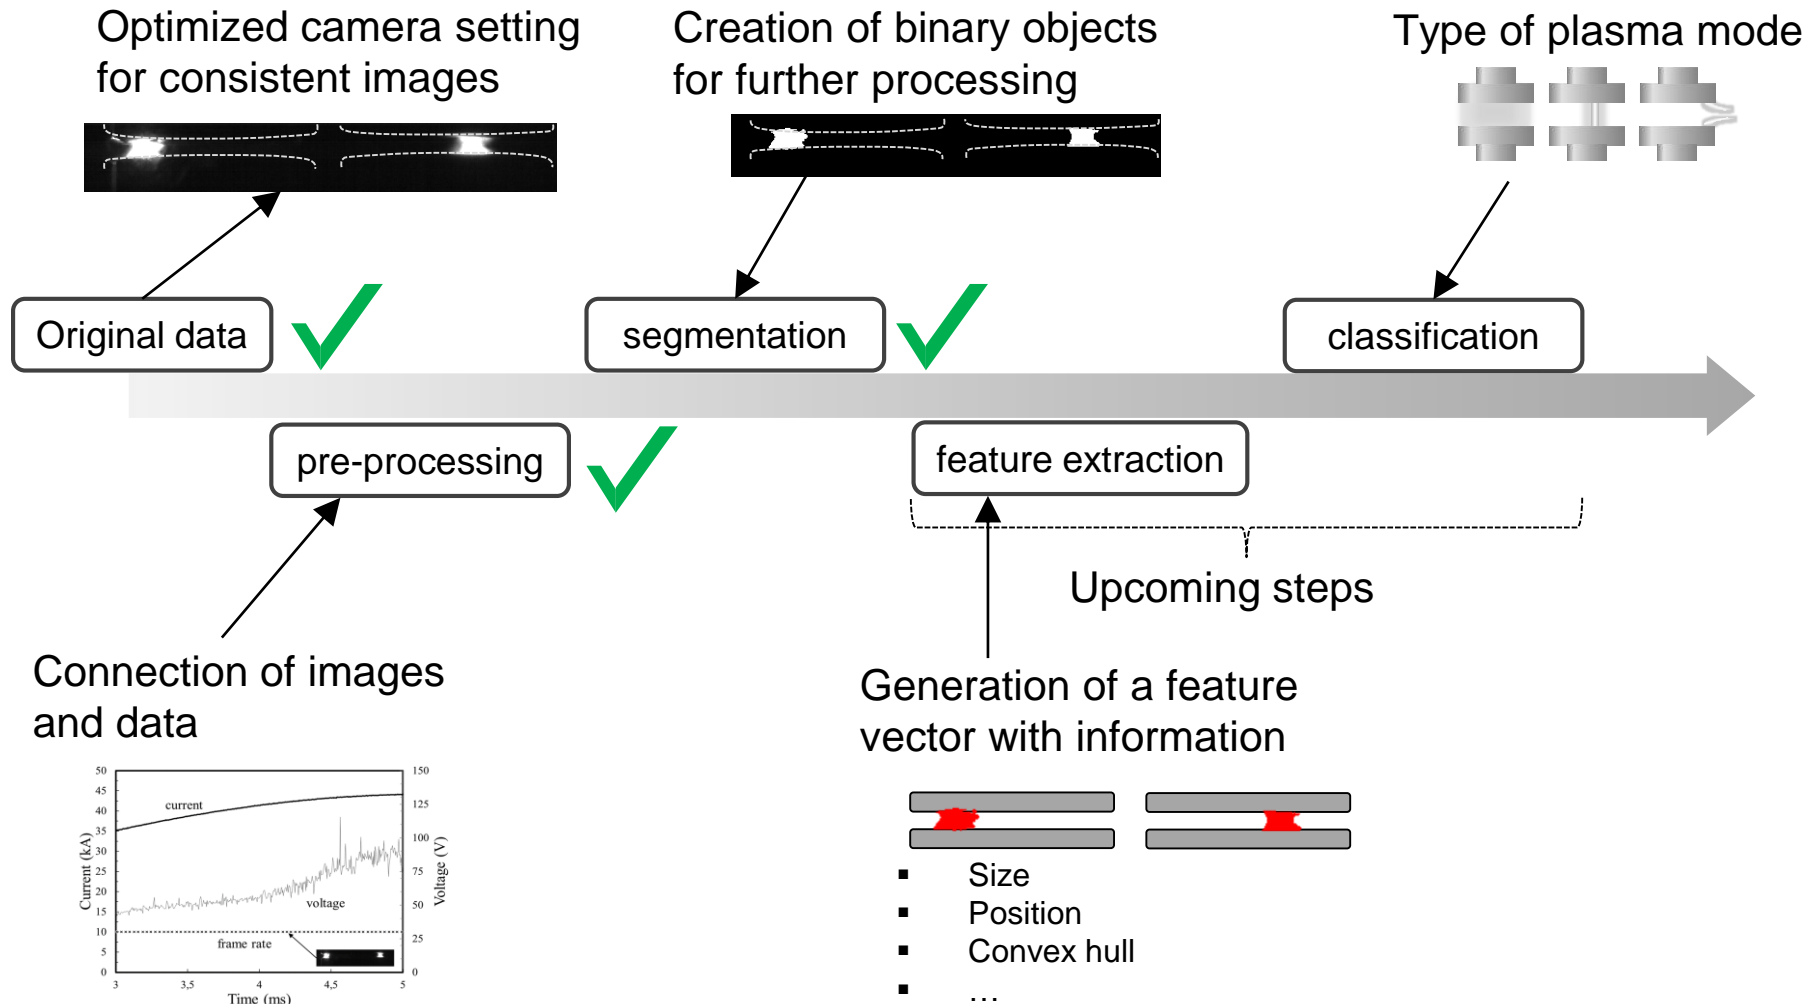 Optimized camera setting
for consistent images
Creation of binary objects
for further processing
Type of plasma mode
Original data
segmentation
classification
pre-processing
feature extraction
Upcoming steps
Connection of images
and data
Generation of a feature
vector with information
50
45
40
35
30
25
20
15
10
5
0
Current (kA)
150
125
100
75
50
25
0
Voltage (V)
current
voltage
frame rate
3
3,5
4
4,5
5
Time (ms)
▪ Size
▪ Position
▪ Convex hull
▪ ...